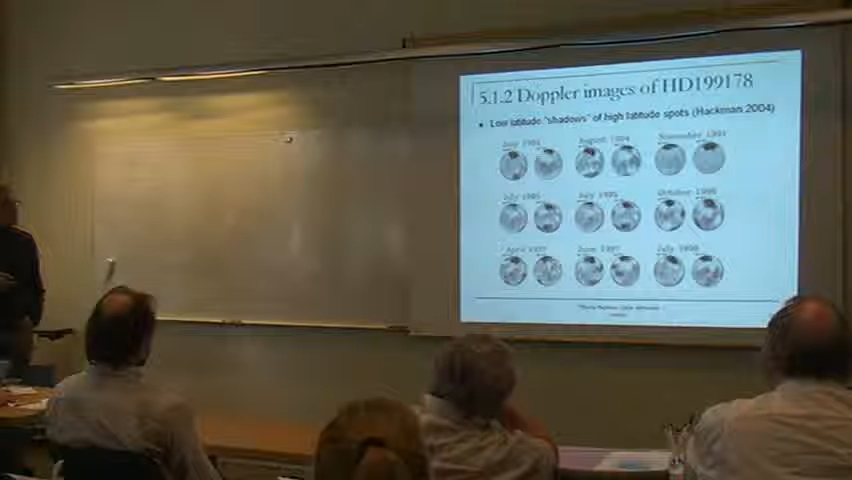 5.1.2 Doppler images of HD199178
Low latitude "shadows" of high latitude spots (Hackman 2004)
July 1994 August 1994 November 1994
July 1995 July 1995 October 1996
April 1997 June 1997 July 1998